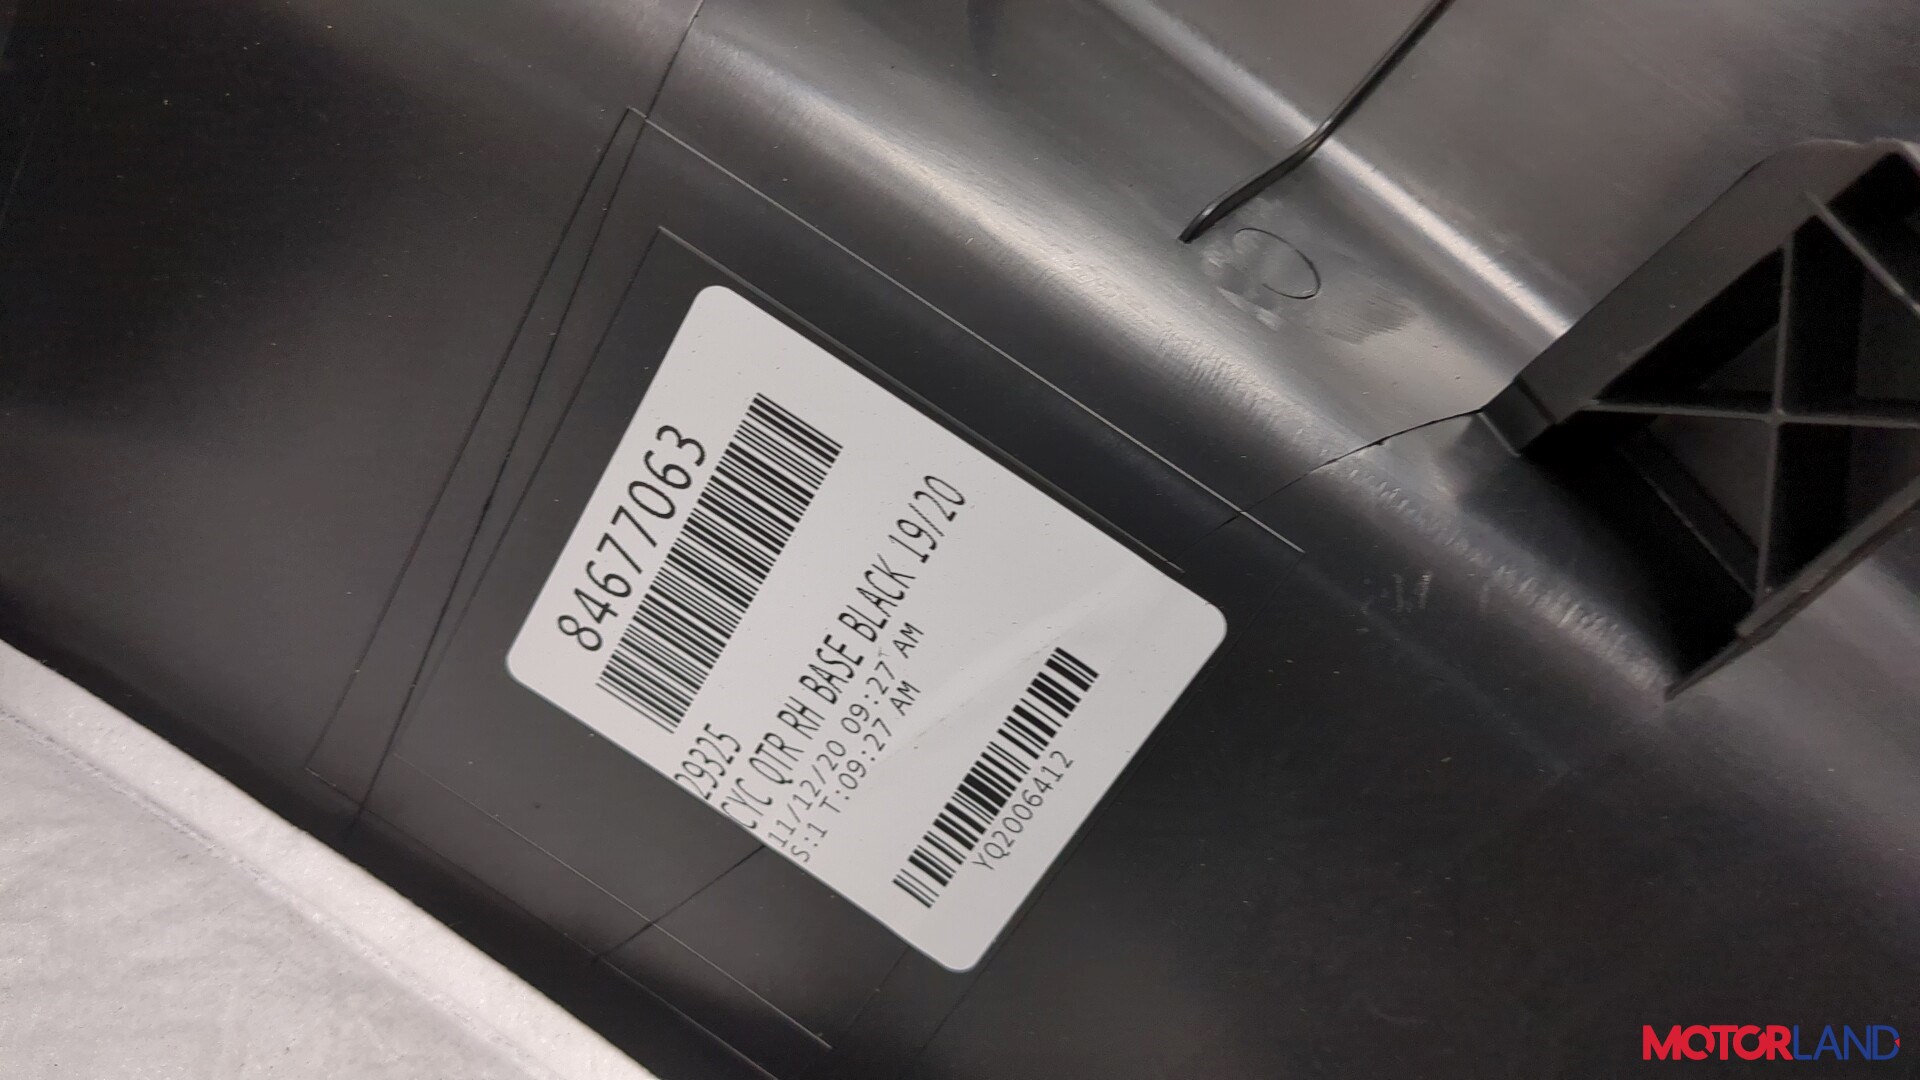 84677063
29325
CYC QTR RH BASE BLACK 19/20
11/12/20 09:27 AM
S:1 T:09:27 AM
YQ2006412
MOTORLAND